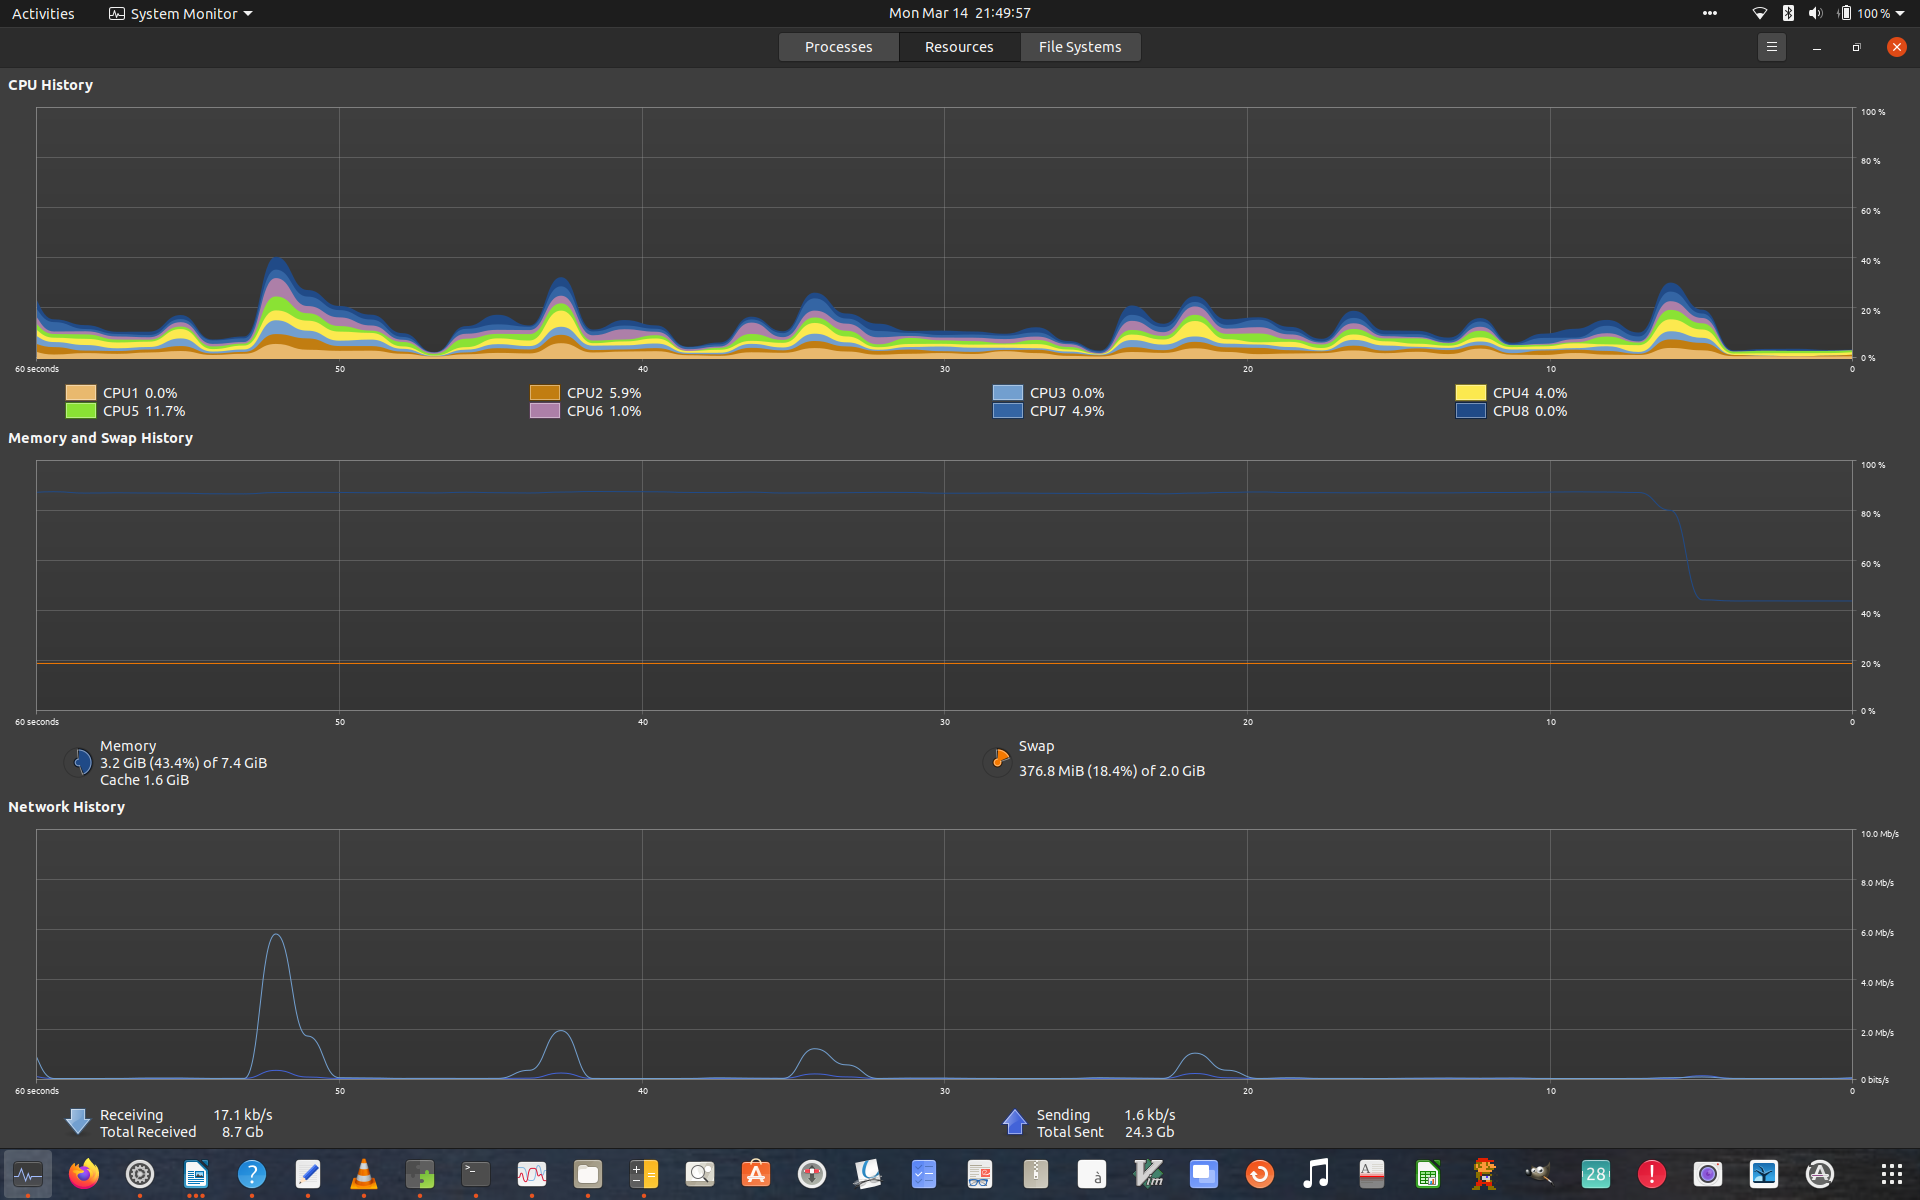 Activities System Monitor Mon Mar 14 21:49:57 100 %
Processes Resources File Systems
CPU History
100 %
80 %
60 %
40 %
20 %
0 %
60 seconds 50 40 30 20 10 0
CPU1 0.0% CPU2 5.9% CPU3 0.0% CPU4 4.0%
CPU5 11.7% CPU6 1.0% CPU7 4.9% CPU8 0.0%
Memory and Swap History
100 %
80 %
60 %
40 %
20 %
0 %
60 seconds 50 40 30 20 10 0
Memory Swap
3.2 GiB (43.4%) of 7.4 GiB 376.8 MiB (18.4%) of 2.0 GiB
Cache 1.6 GiB
Network History
10.0 Mb/s
8.0 Mb/s
6.0 Mb/s
4.0 Mb/s
2.0 Mb/s
0 bits/s
60 seconds 50 40 30 20 10 0
Receiving 17.1 kb/s Sending 1.6 kb/s
Total Received 8.7 Gb Total Sent 24.3 Gb
? >_ à Vim A 28 !